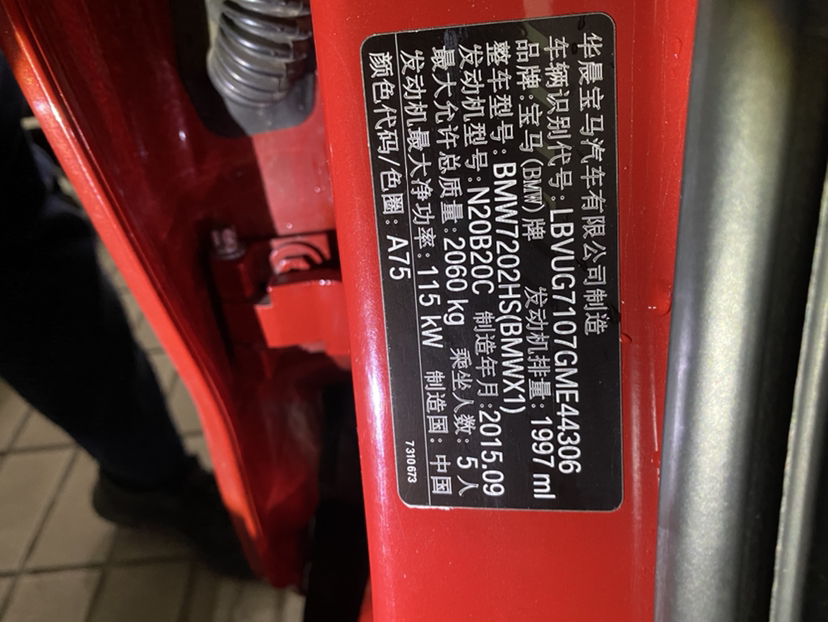 华晨宝马汽车有限公司制造
车辆识别代号: LBVUG7107GME44306
品牌: 宝马(BMW)牌 发动机排量: 1997 ml
整车型号: BMW7202HS(BMWX1)
发动机型号: N20B20C 制造年月: 2015.09
最大允许总质量: 2060 kg 乘坐人数: 5 人
发动机最大净功率: 115 kW 制造国: 中国
颜色代码/色圈: A75
7310673